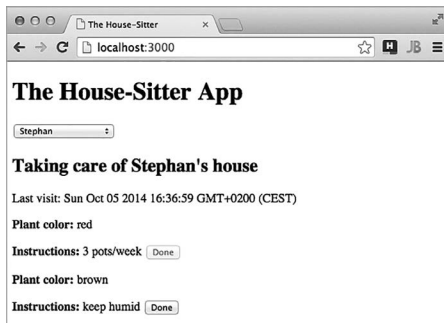 The House-Sitter
localhost:3000
JB
The House-Sitter App
Stephan
Taking care of Stephan's house
Last visit: Sun Oct 05 2014 16:36:59 GMT+0200 (CEST)
Plant color: red
Instructions: 3 pots/week Done
Plant color: brown
Instructions: keep humid Done